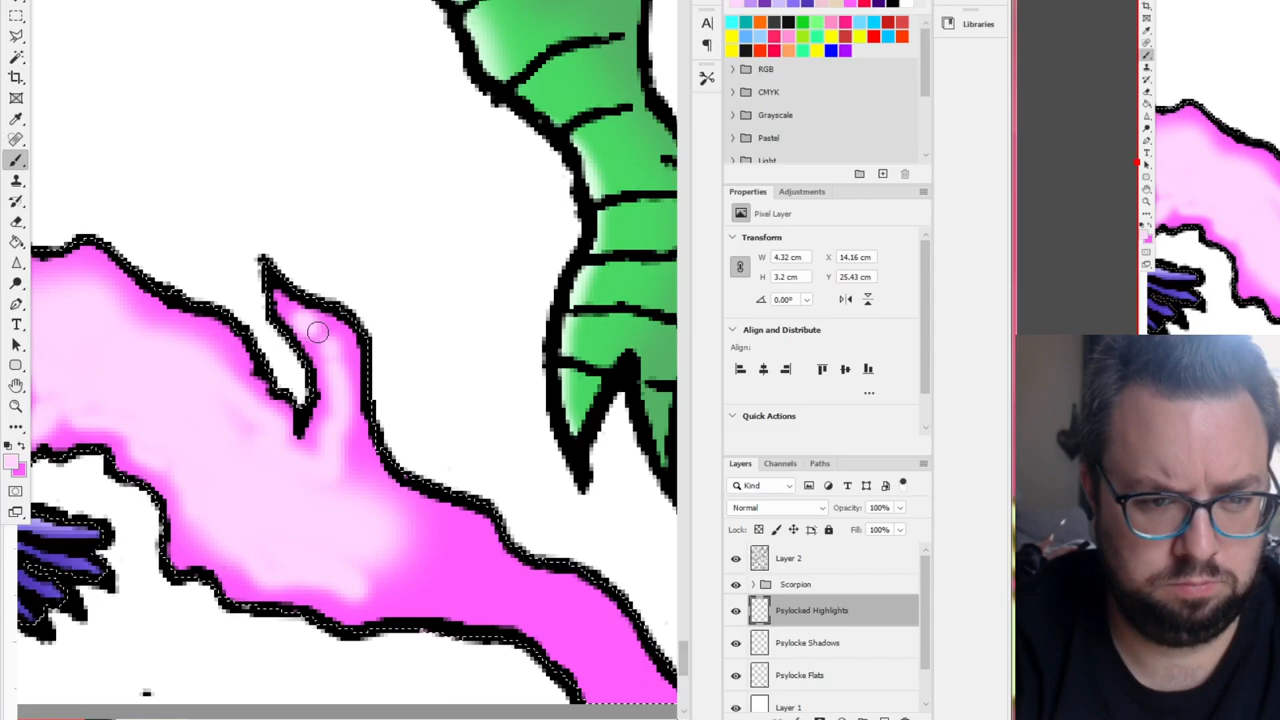 A|
Libraries
¶
RGB
CMYK
Grayscale
Pastel
Light
Properties Adjustments
Pixel Layer
Transform
W 4.32 cm X 14.16 cm
H 3.2 cm Y 25.43 cm
0.00°
Align and Distribute
Align:
Quick Actions
Layers Channels Paths
Kind T
Normal Opacity: 100%
Lock: Fill: 100%
Layer 2
Scorpion
Psylocked Highlights
Psylocke Shadows
Psylocke Flats
Layer 1